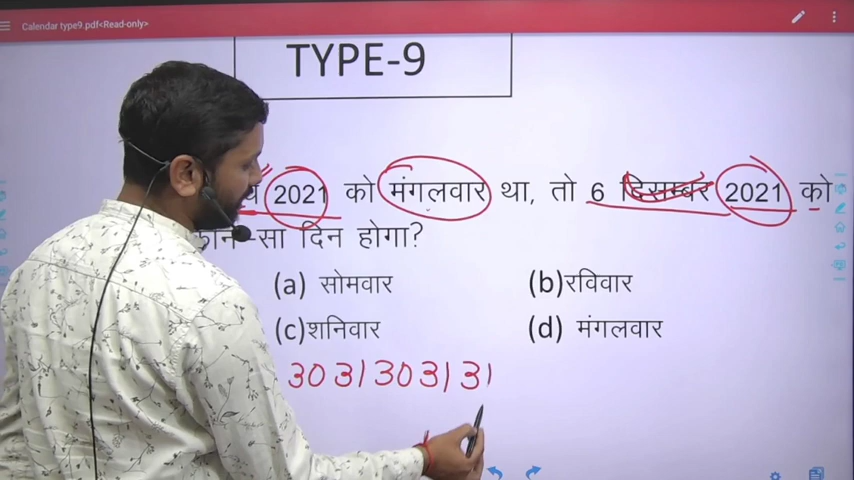 Calendar type9.pdf<Read-only>
TYPE-9
2021 को मंगलवार था, तो 6 दिसम्बर 2021 को
सा दिन होगा?
(a) सोमवार (b)रविवार
(c)शनिवार (d) मंगलवार
30 31 30 31 31